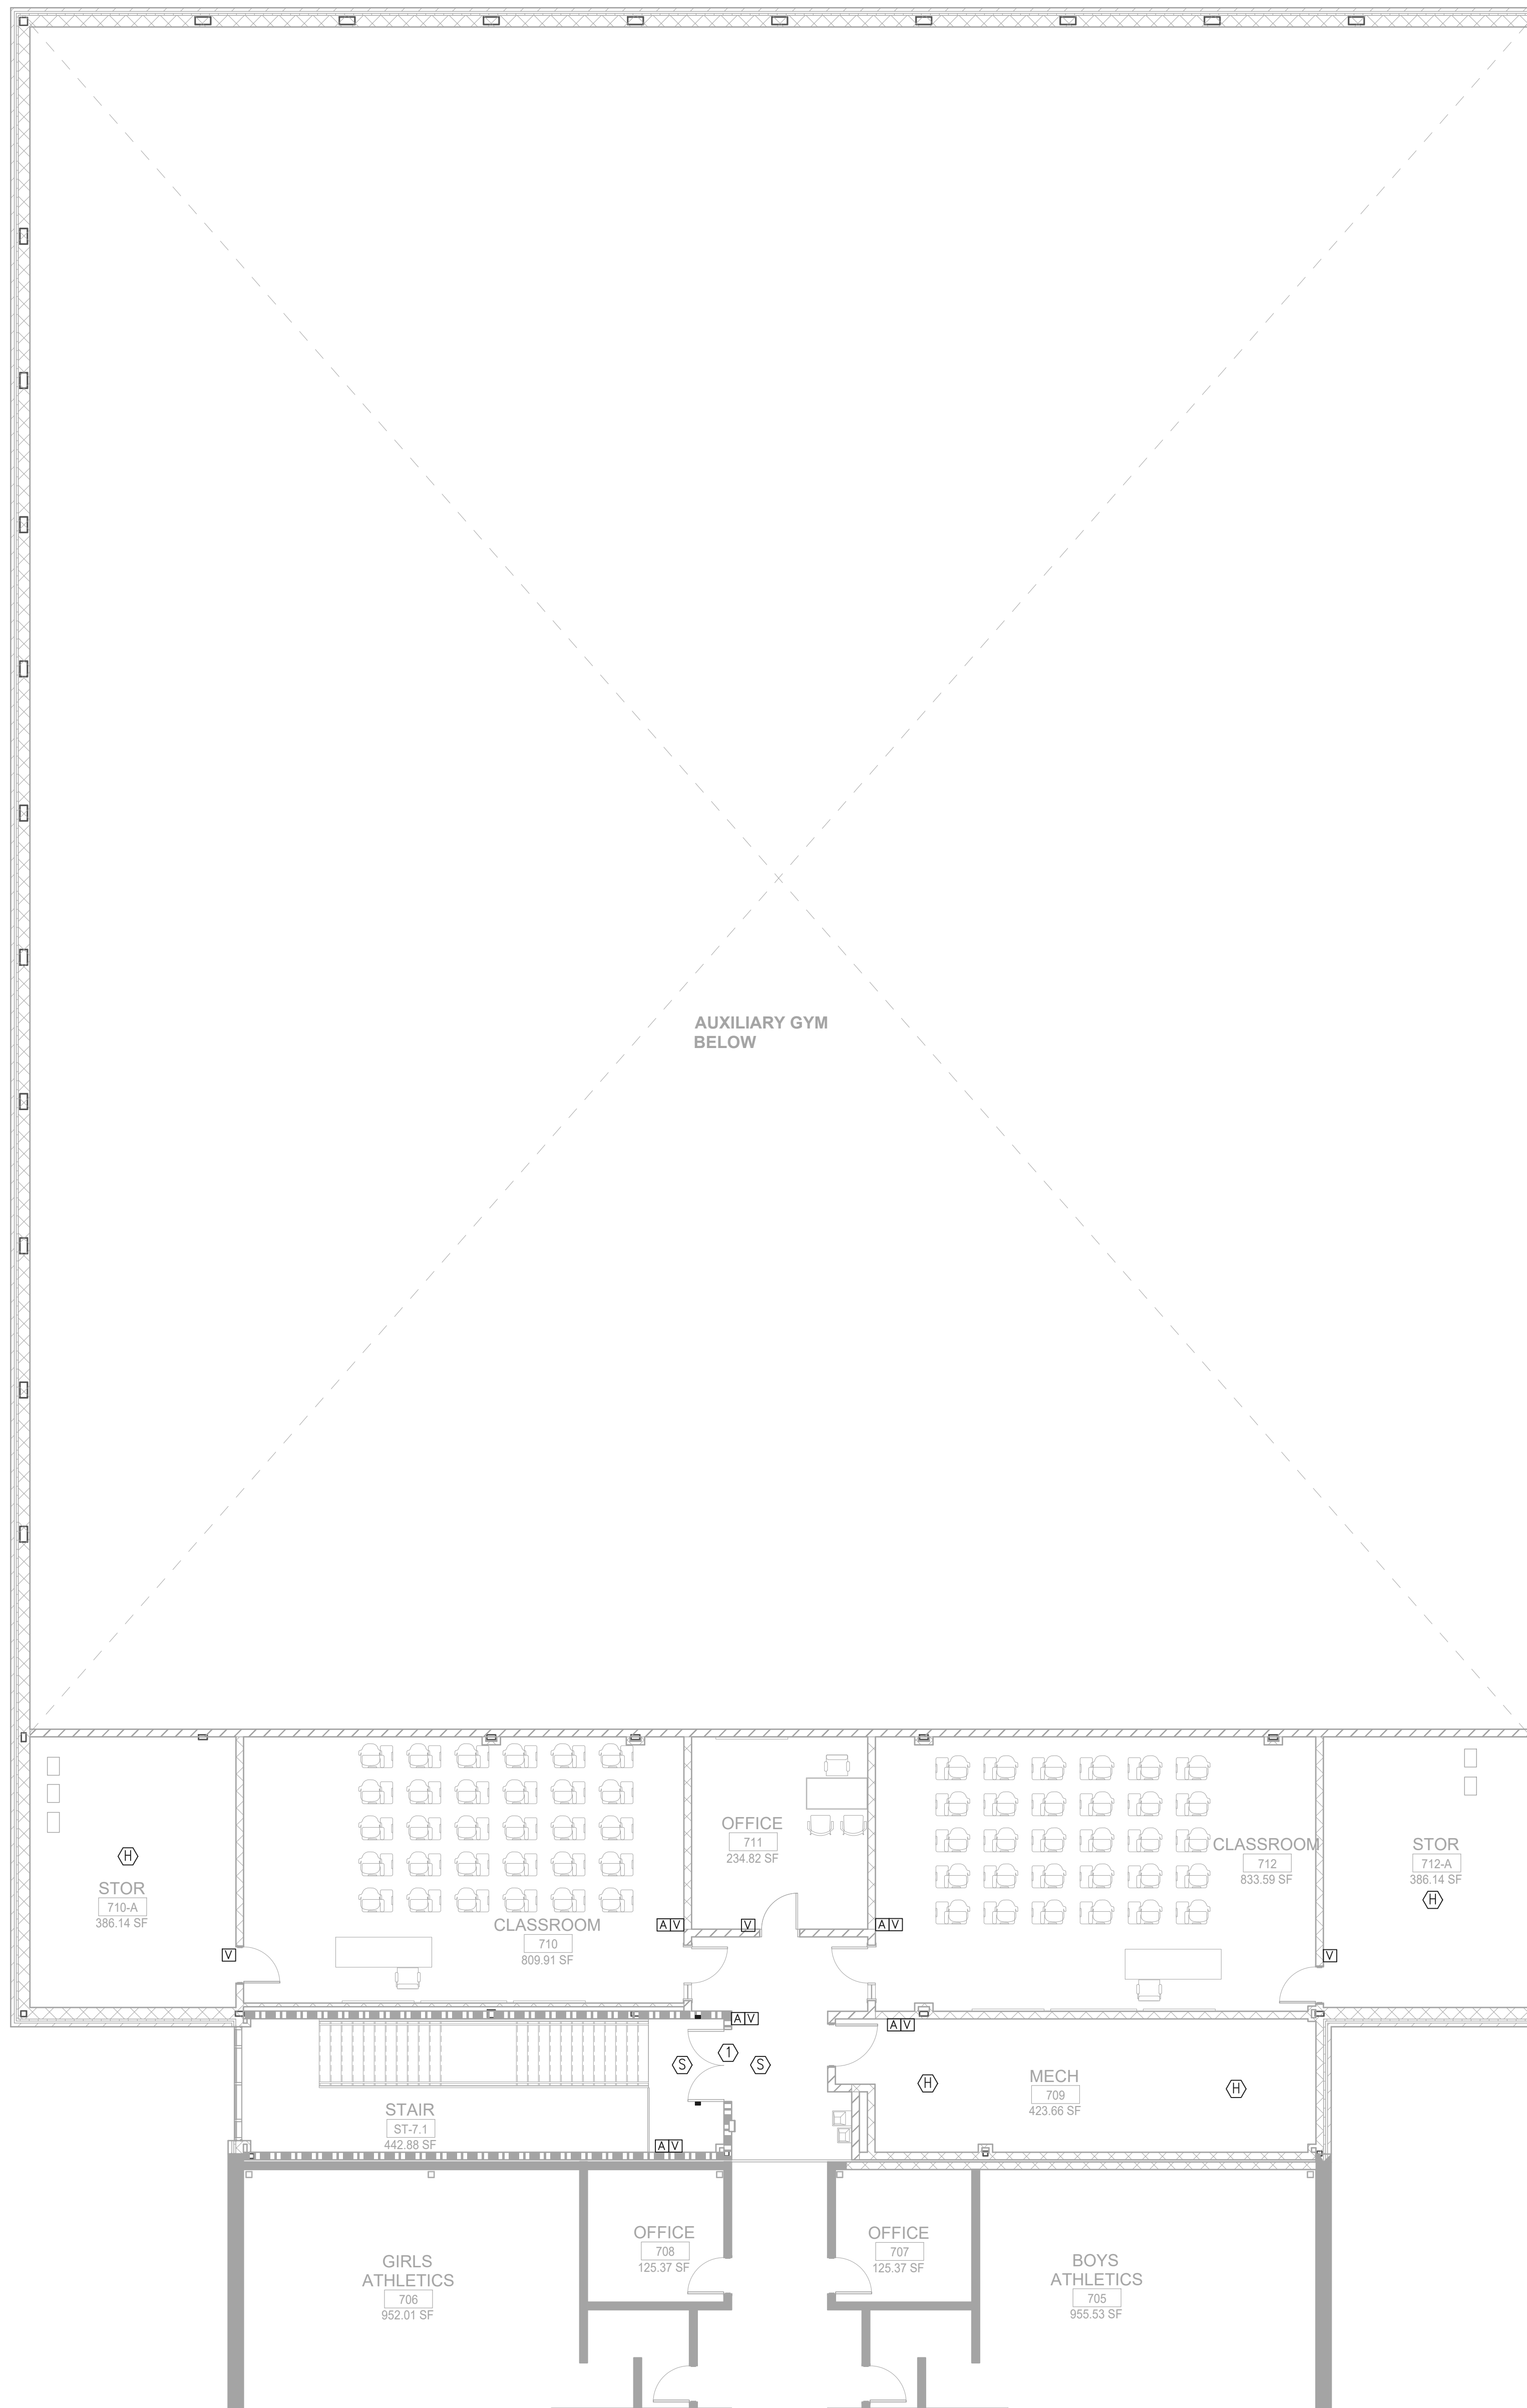 AUXILIARY GYM
BELOW
OFFICE
711
234.82 SF
CLASSROOM
712
833.59 SF
STOR
712-A
386.14 SF
H
H
STOR
710-A
386.14 SF
CLASSROOM
710
809.91 SF
A V
V
A V
V
V
A V
A V
S
1
S
MECH
709
423.66 SF
H
H
STAIR
ST-7.1
442.88 SF
A V
OFFICE
708
125.37 SF
OFFICE
707
125.37 SF
GIRLS
ATHLETICS
706
952.01 SF
BOYS
ATHLETICS
705
955.53 SF